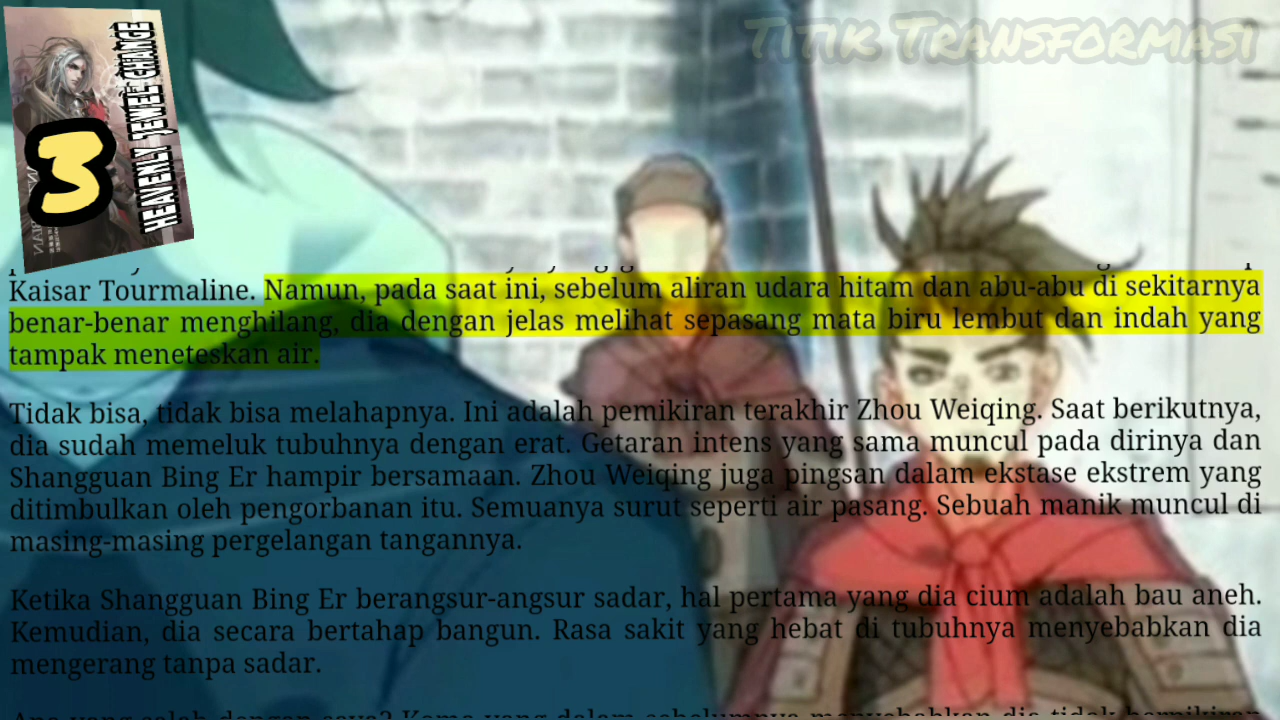 Titik Transformasi
HEAVENLY JEWEL CHANGE
3
Kaisar Tourmaline. Namun, pada saat ini, sebelum aliran udara hitam dan abu-abu di sekitarnya
benar-benar menghilang, dia dengan jelas melihat sepasang mata biru lembut dan indah yang
tampak meneteskan air.
Tidak bisa, tidak bisa melahapnya. Ini adalah pemikiran terakhir Zhou Weiqing. Saat berikutnya,
dia sudah memeluk tubuhnya dengan erat. Getaran intens yang sama muncul pada dirinya dan
Shangguan Bing Er hampir bersamaan. Zhou Weiqing juga pingsan dalam ekstase ekstrem yang
ditimbulkan oleh pengorbanan itu. Semuanya surut seperti air pasang. Sebuah manik muncul di
masing-masing pergelangan tangannya.
Ketika Shangguan Bing Er berangsur-angsur sadar, hal pertama yang dia cium adalah bau aneh.
Kemudian, dia secara bertahap bangun. Rasa sakit yang hebat di tubuhnya menyebabkan dia
mengerang tanpa sadar.